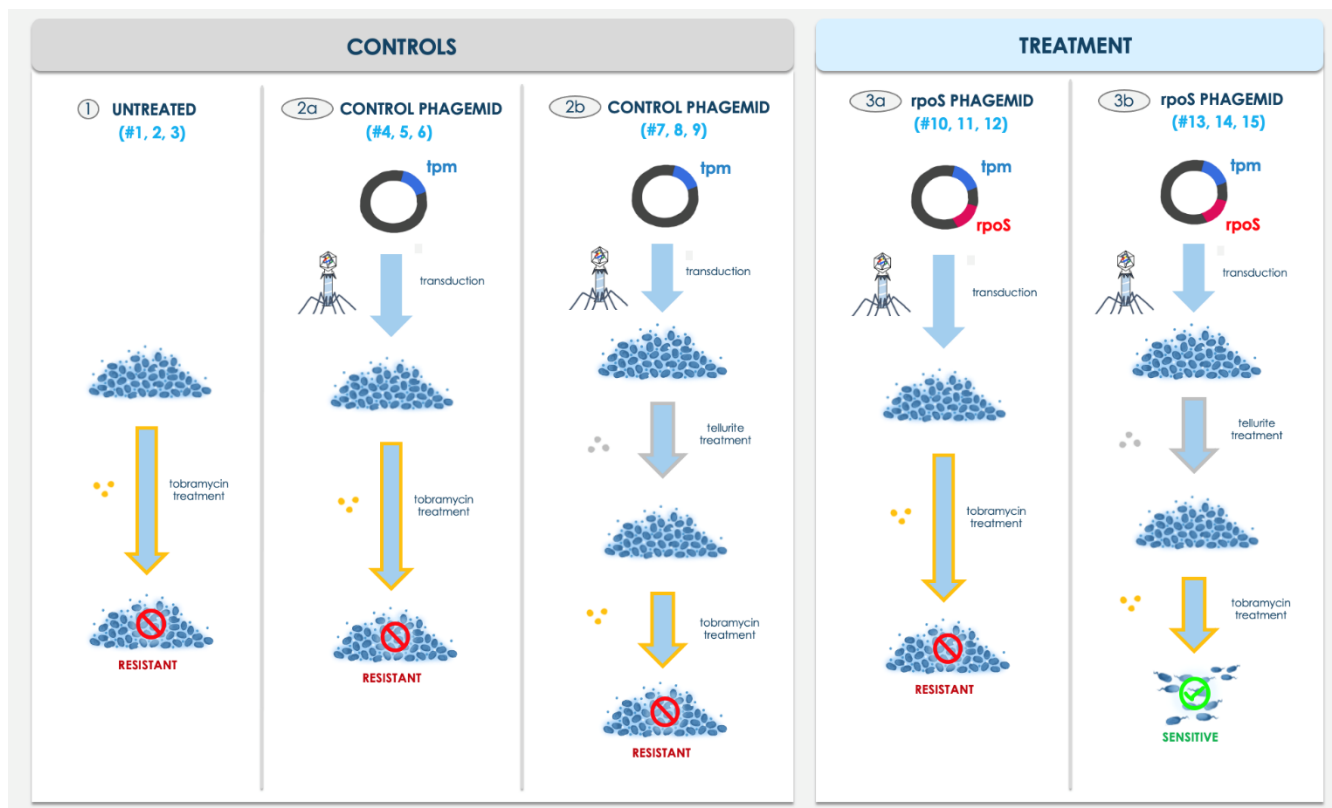 CONTROLS
1 UNTREATED
(#1, 2, 3)
tobramycin
treatment
RESISTANT
2a CONTROL PHAGEMID
(#4, 5, 6)
tpm
transduction
tobramycin
treatment
RESISTANT
2b CONTROL PHAGEMID
(#7, 8, 9)
tpm
transduction
tellurite
treatment
tobramycin
treatment
RESISTANT
TREATMENT
3a rpoS PHAGEMID
(#10, 11, 12)
tpm
rpoS
transduction
tobramycin
treatment
RESISTANT
3b rpoS PHAGEMID
(#13, 14, 15)
tpm
rpoS
transduction
tellurite
treatment
tobramycin
treatment
SENSITIVE